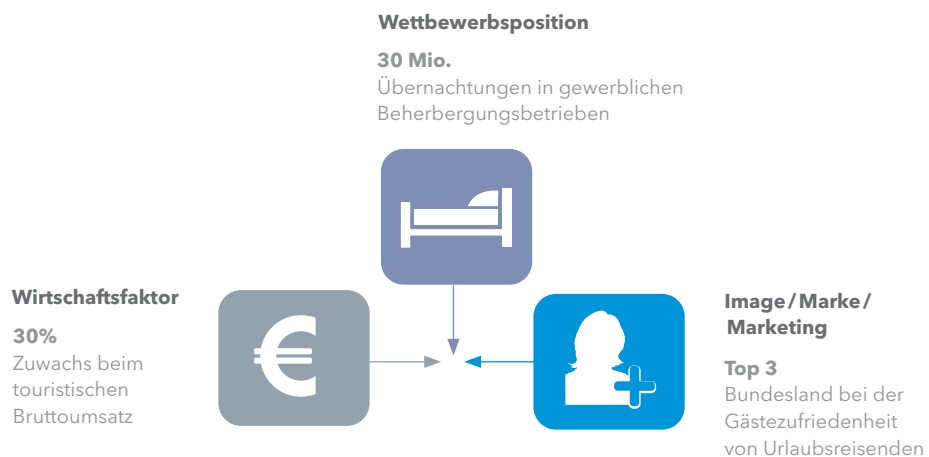 Wettbewerbsposition
30 Mio.
Übernachtungen in gewerblichen
Beherbergungsbetrieben
Wirtschaftsfaktor
30%
Zuwachs beim
touristischen
Bruttoumsatz
€
Image/Marke/
Marketing
Top 3
Bundesland bei der
Gästezufriedenheit
von Urlaubsreisenden